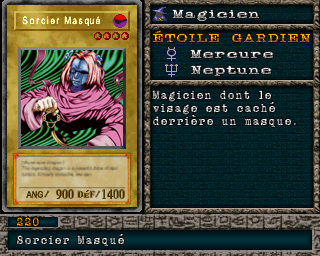 Sorcier Masqué
ANG/ 900 DÉF/1400
Magicien
ÉTOILE GARDIEN
Mercure
Neptune
Magicien dont le
visage est caché
derrière un masque.
220
Sorcier Masqué